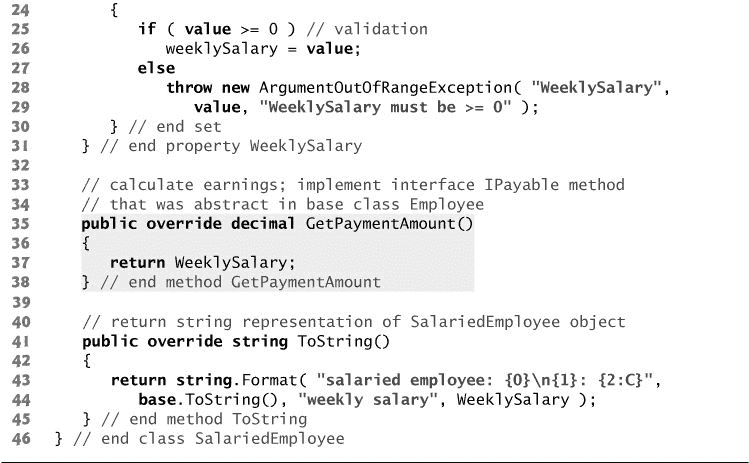 24 {
25 if ( value >= 0 ) // validation
26 weeklySalary = value;
27 else
28 throw new ArgumentOutOfRangeException( "WeeklySalary",
29 value, "WeeklySalary must be >= 0" );
30 } // end set
31 } // end property WeeklySalary
32
33 // calculate earnings; implement interface IPayable method
34 // that was abstract in base class Employee
35 public override decimal GetPaymentAmount()
36 {
37 return WeeklySalary;
38 } // end method GetPaymentAmount
39
40 // return string representation of SalariedEmployee object
41 public override string ToString()
42 {
43 return string.Format( "salaried employee: {0}\n{1}: {2:C}",
44 base.ToString(), "weekly salary", WeeklySalary );
45 } // end method ToString
46 } // end class SalariedEmployee